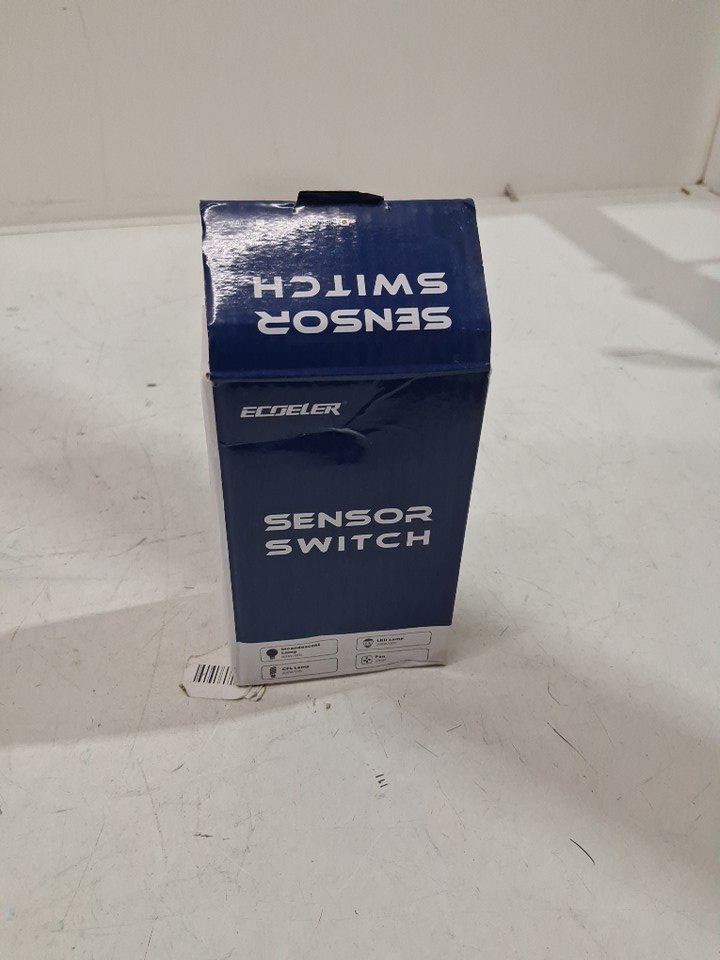 SENSOR
SWITCH
ECOELER
SENSOR
SWITCH
Incandescent
Lamp
LED Lamp
CFL Lamp
Fan